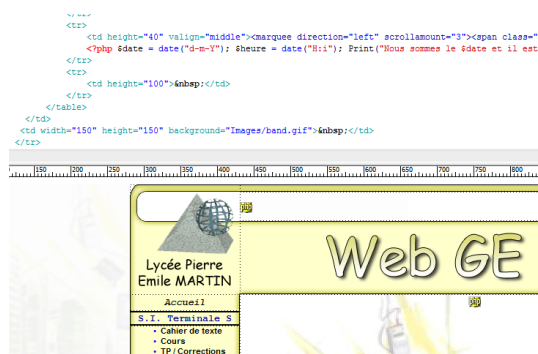 </tr>
<tr>
<td height="40" valign="middle"><marquee direction="left" scrollamount="3"><span class="
<?php $date = date("d-m-Y"); $heure = date("H:i"); Print("Nous sommes le $date et il est
</tr>
<tr>
<td height="100">&nbsp;</td>
</tr>
</table>
</td>
<td width="150" height="150" background="Images/band.gif">&nbsp;</td>
</tr>
150 200 250 300 350 400 450 500 550 600 650 700 750 800
Lycée Pierre
Emile MARTIN
Web GE
Accueil
S.I. Terminale S
• Cahier de texte
• Cours
• TP / Corrections